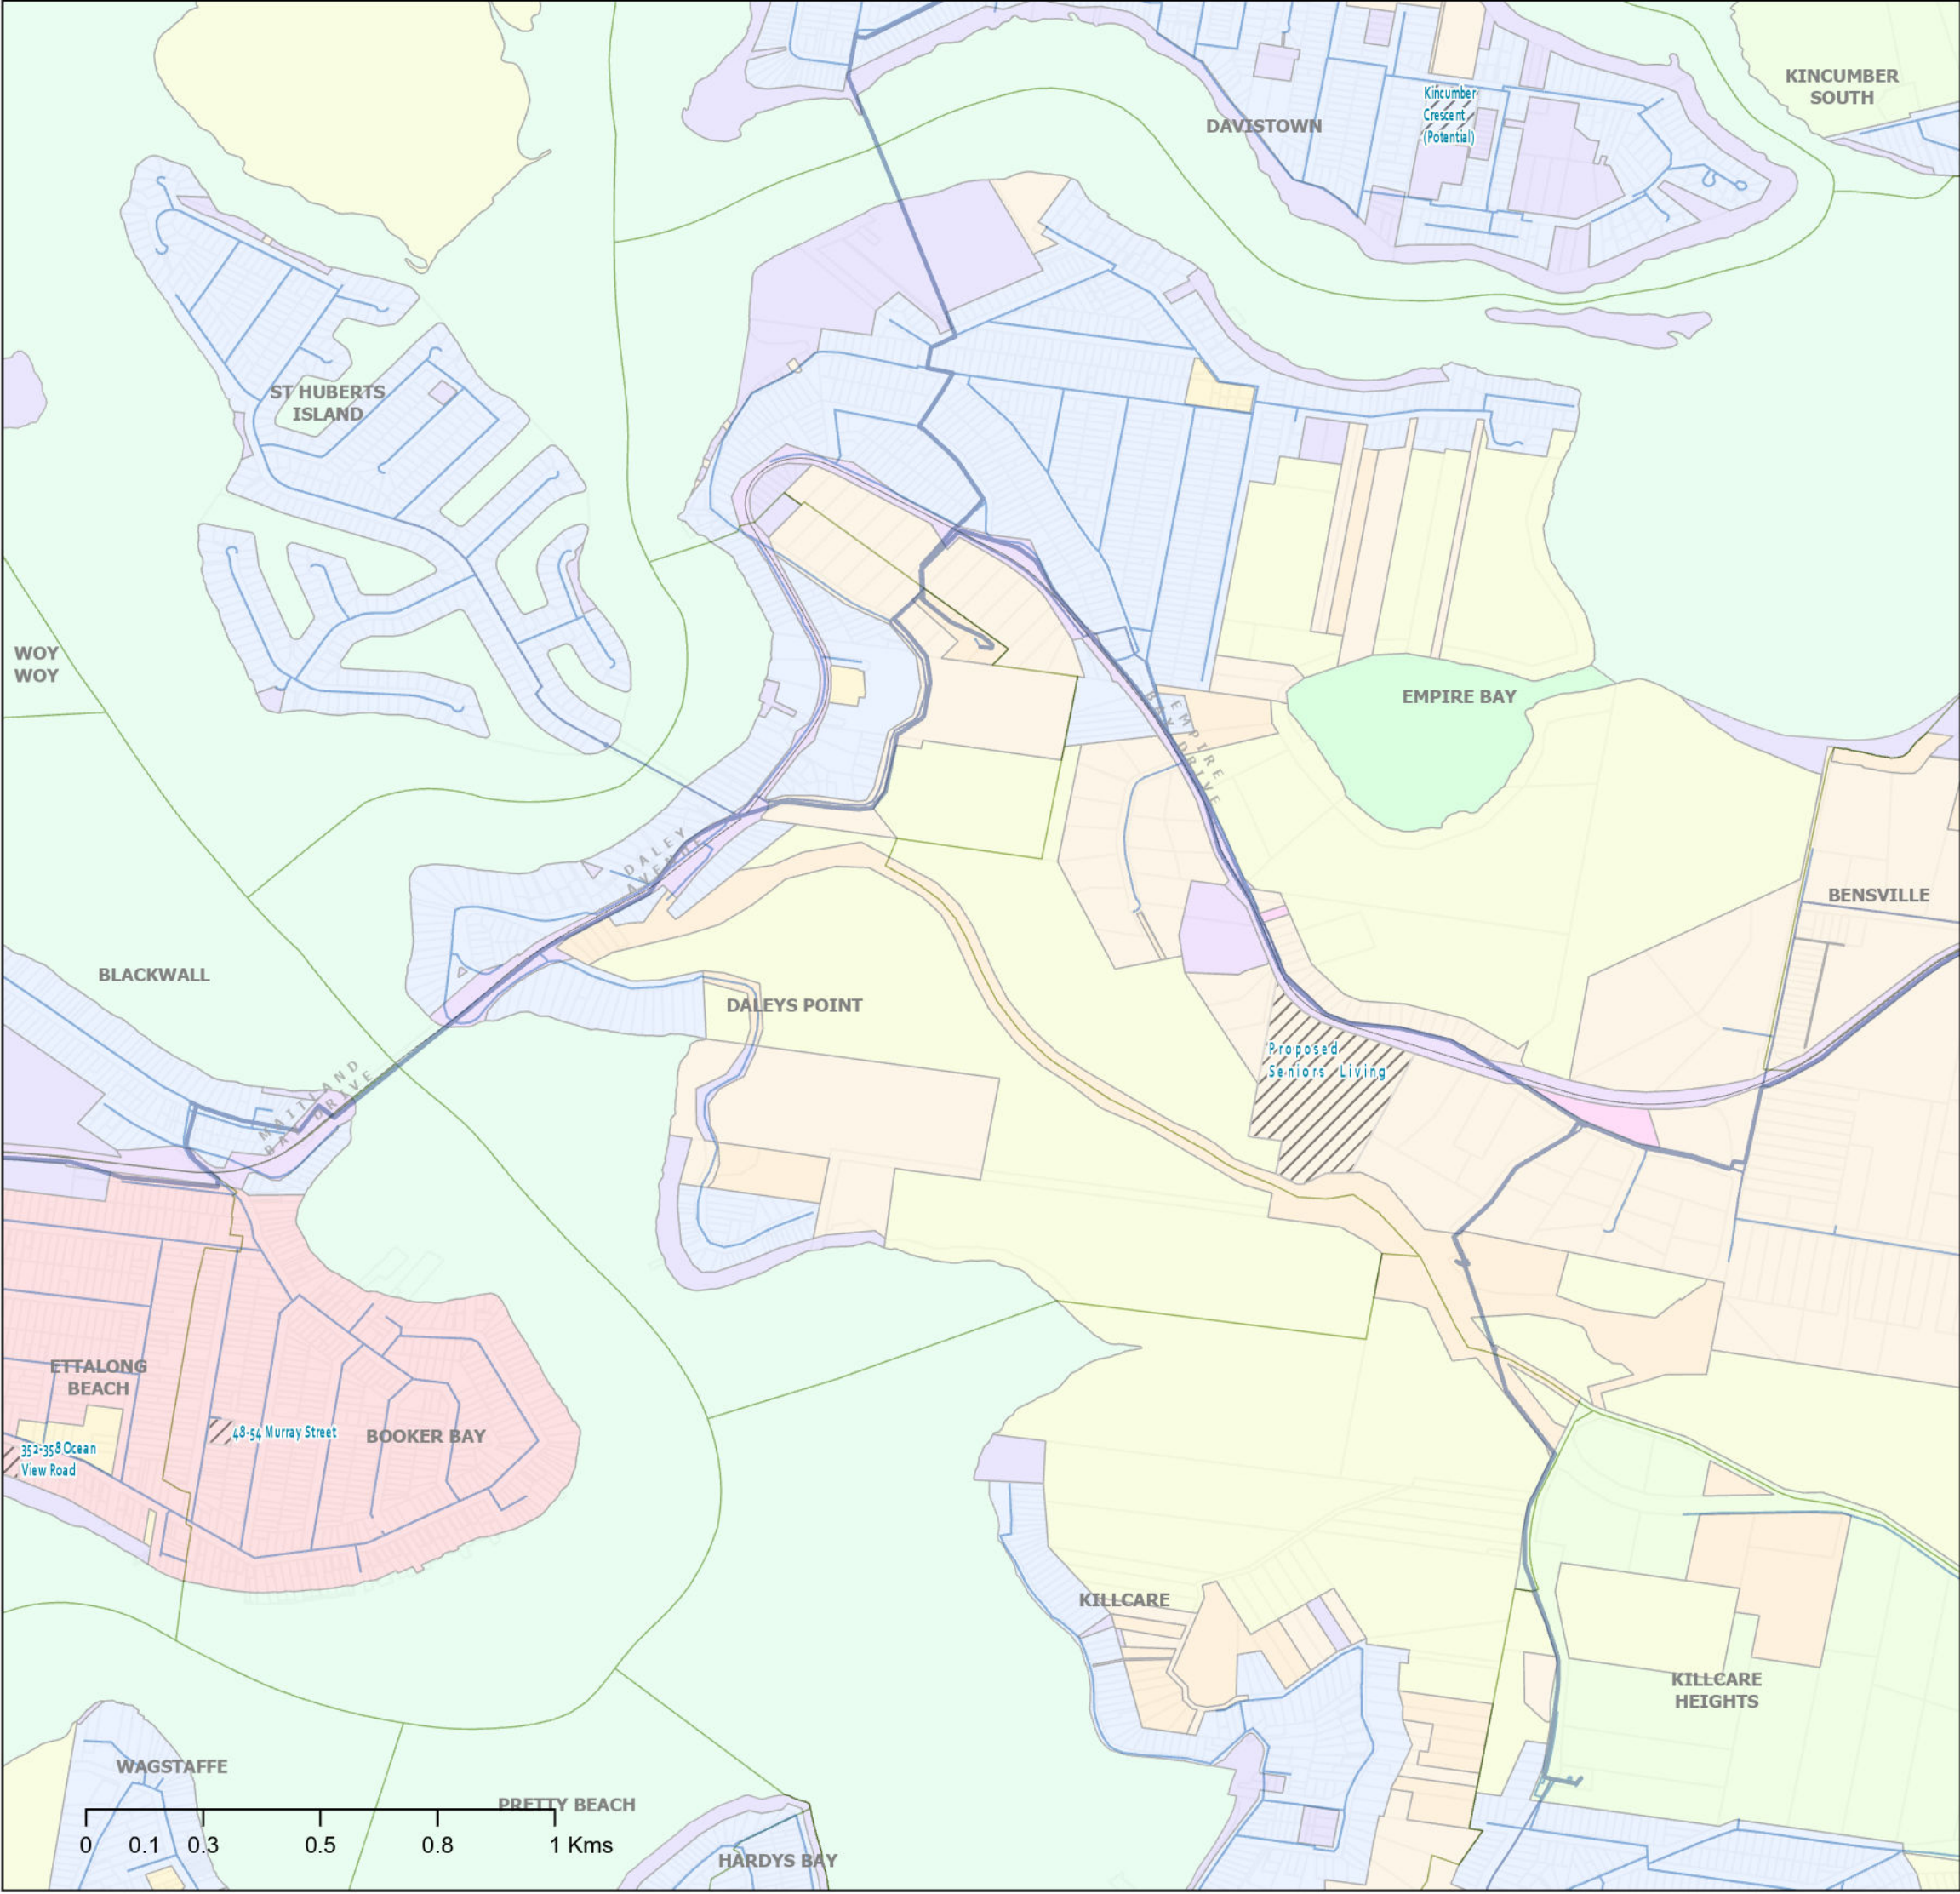 KINCUMBER
SOUTH
Kincumber
Crescent
(Potential)
DAVISTOWN
ST HUBERTS
ISLAND
WOY
WOY
EMPIRE BAY
EMPIRE
BAY DRIVE
DALEY
AVENUE
BENSVILLE
BLACKWALL
DALEYS POINT
Proposed
Seniors Living
MAITLAND
BAY DRIVE
ETTALONG
BEACH
48-54 Murray Street
BOOKER BAY
352-358 Ocean
View Road
KILLCARE
KILLCARE
HEIGHTS
WAGSTAFFE
PRETTY BEACH
0 0.1 0.3 0.5 0.8 1 Kms
HARDYS BAY